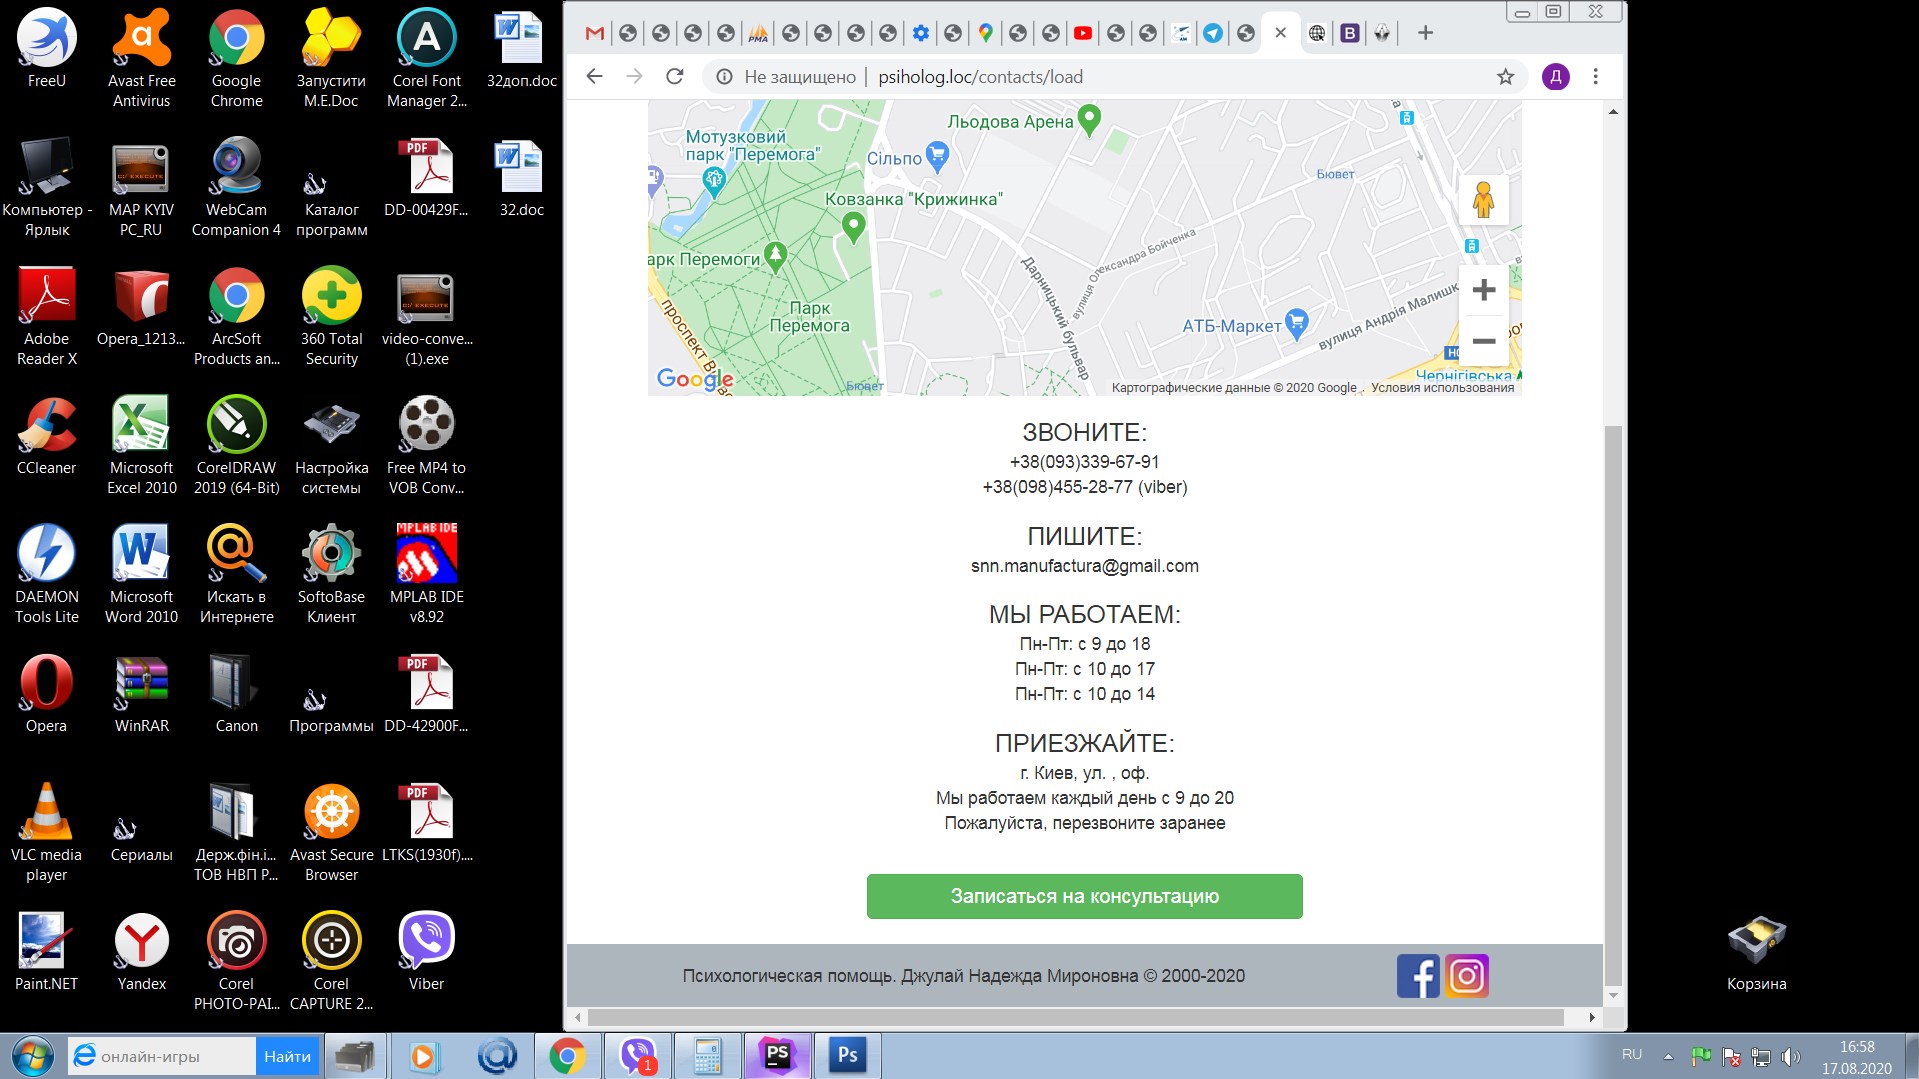 FreeU
Avast Free
Antivirus
Google
Chrome
Запустити
M.E.Doc
Corel Font
Manager 2...
32доп.doc
Компьютер -
Ярлык
MAP KYIV
PC_RU
WebCam
Companion 4
Каталог
программ
DD-00429F...
32.doc
Adobe
Reader X
Opera_1213...
ArcSoft
Products an...
360 Total
Security
video-conve...
(1).exe
CCleaner
Microsoft
Excel 2010
CorelDRAW
2019 (64-Bit)
Настройка
системы
Free MP4 to
VOB Conv...
DAEMON
Tools Lite
Microsoft
Word 2010
Искать в
Интернете
SoftoBase
Клиент
MPLAB IDE
v8.92
Opera
WinRAR
Canon
Программы
DD-42900F...
VLC media
player
Сериалы
Держ.фін.і...
ТОВ НВП Р...
Avast Secure
Browser
LTKS(1930f)....
Paint.NET
Yandex
Corel
PHOTO-PAI...
Corel
CAPTURE 2...
Viber
Не защищено | psiholog.loc/contacts/load
Д
Льодова Арена
Мотузковий
парк "Перемога"
Сільпо
Бювет
Ковзанка "Крижинка"
арк Перемоги
Дарницький бульвар
вулиця Олександра Бойченка
Парк
Перемога
проспект В
АТБ-Маркет
вулиця Андрія Малишк
Чернігівська
Google
Бювет
Картографические данные © 2020 Google
Условия использования
ЗВОНИТЕ:
+38(093)339-67-91
+38(098)455-28-77 (viber)
ПИШИТЕ:
snn.manufactura@gmail.com
МЫ РАБОТАЕМ:
Пн-Пт: с 9 до 18
Пн-Пт: с 10 до 17
Пн-Пт: с 10 до 14
ПРИЕЗЖАЙТЕ:
г. Киев, ул. , оф.
Мы работаем каждый день с 9 до 20
Пожалуйста, перезвоните заранее
Записаться на консультацию
Психологическая помощь. Джулай Надежда Мироновна © 2000-2020
Корзина
онлайн-игры
Найти
1
PS
Ps
RU
16:58
17.08.2020